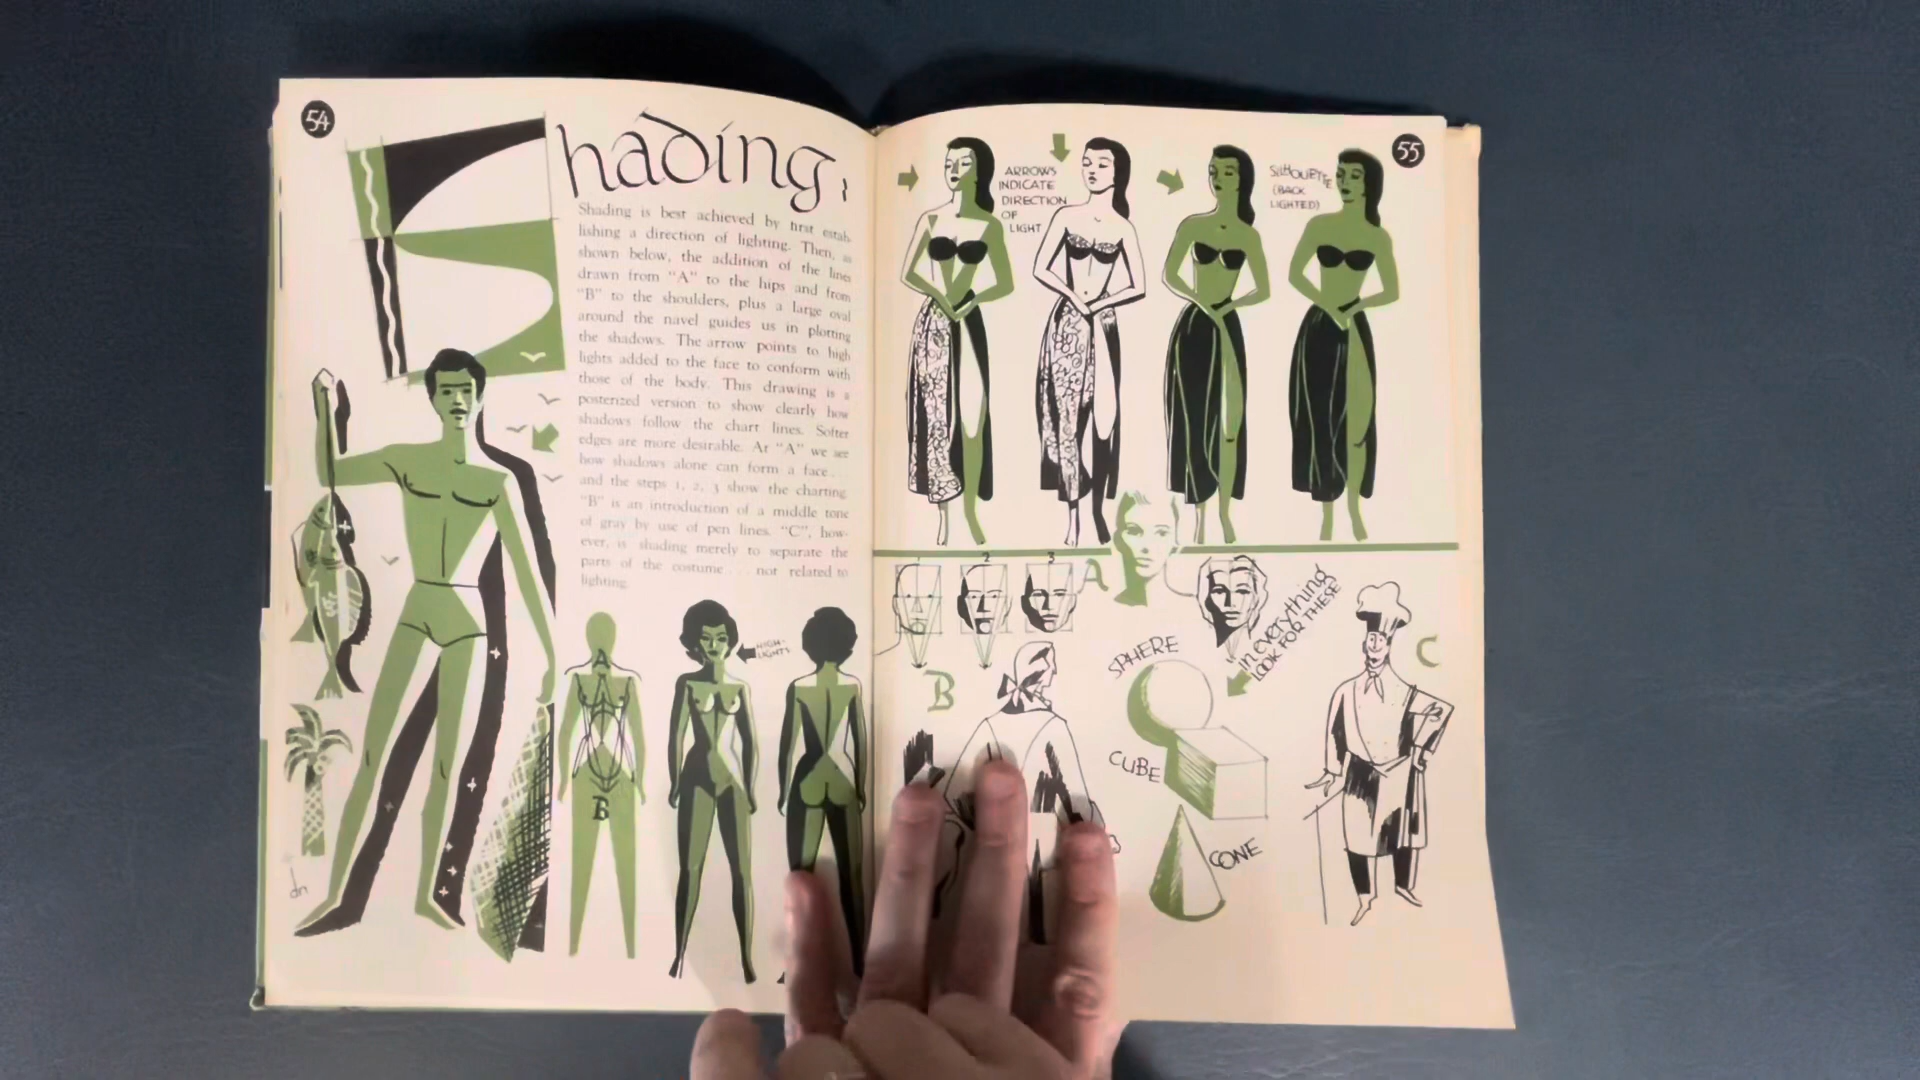 54
Shading;
Shading is best achieved by first estab-
lishing a direction of lighting. Then, as
shown below, the addition of the lines
drawn from "A" to the hips and from
"B" to the shoulders, plus a large oval
around the navel guides us in plotting
the shadows. The arrow points to high
lights added to the face to conform with
those of the body. This drawing is a
posterized version to show clearly how
shadows follow the chart lines. Softer
edges are more desirable. At "A" we see
how shadows alone can form a face . . .
and the steps 1, 2, 3 show the charting.
"B" is an introduction of a middle tone
of gray by use of pen lines. "C", how-
ever, is shading merely to separate the
parts of the costume . . . not related to
lighting.
A
B
HIGH-
LIGHTS
dn
55
ARROWS
INDICATE
DIRECTION
OF
LIGHT
SILHOUETTE
(BACK
LIGHTED)
2
3
A
B
SPHERE
CUBE
CONE
in everything
LOOK FOR THESE
C